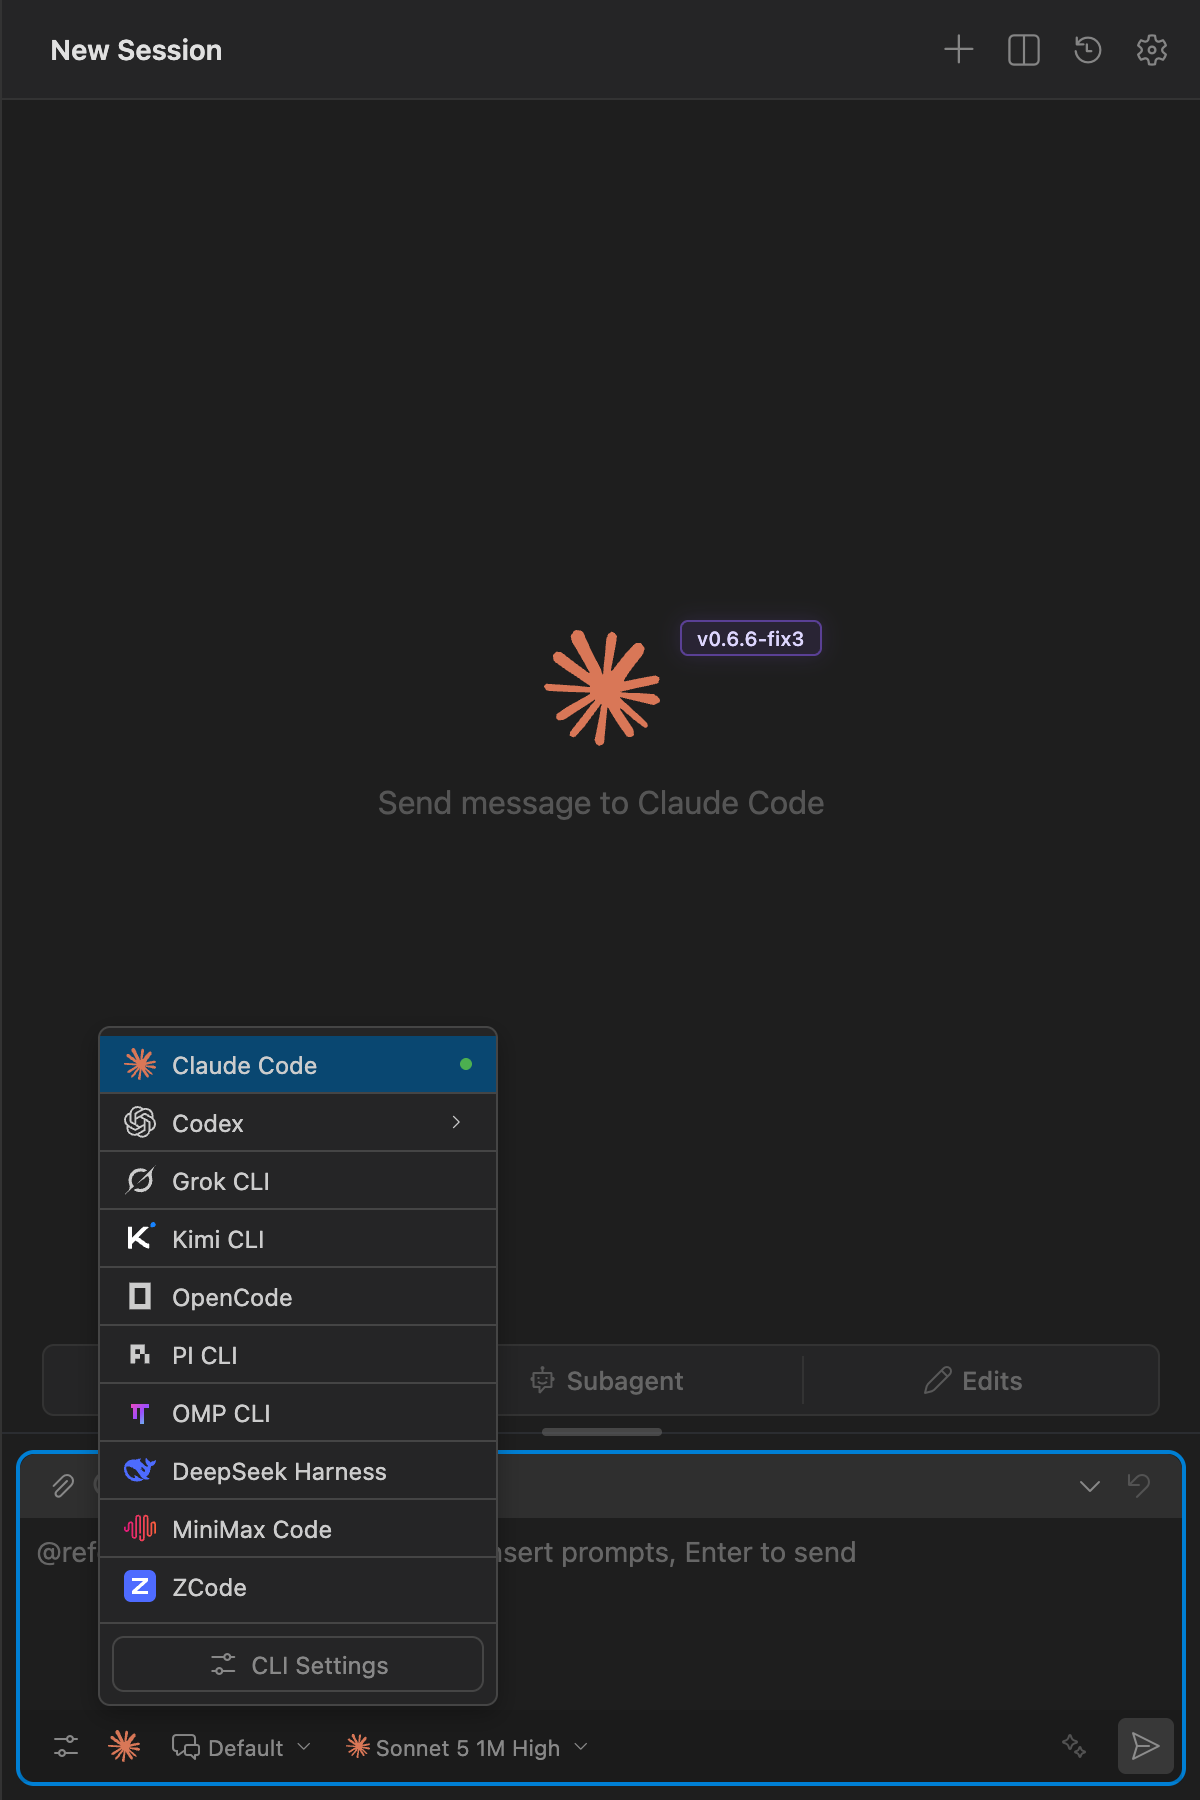 New Session
v0.6.6-fix3
Send message to Claude Code
Claude Code
Codex
Grok CLI
Kimi CLI
OpenCode
PI CLI
OMP CLI
DeepSeek Harness
MiniMax Code
ZCode
CLI Settings
Subagent
Edits
prompts, Enter to send
Default
Sonnet 5 1M High